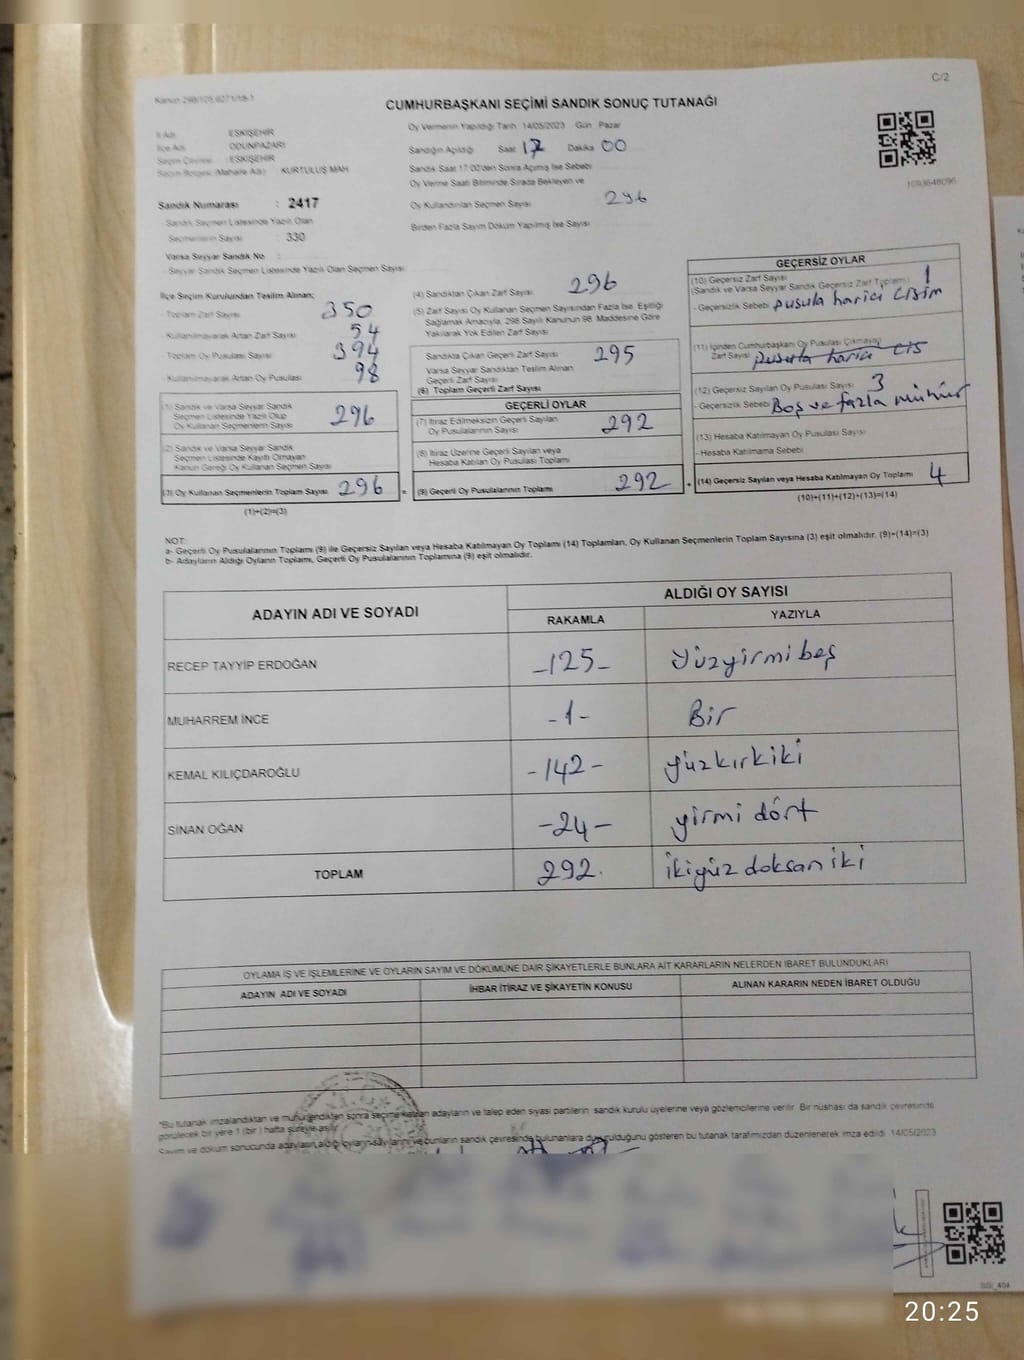 Kanun 298/105,6271/18-1
C/2
CUMHURBAŞKANI SEÇİMİ SANDIK SONUÇ TUTANAĞI
İl Adı ESKİŞEHİR
İlçe Adı ODUNPAZARI
Seçim Çevresi : ESKİŞEHİR
Seçim Bölgesi (Mahalle Adı) KURTULUŞ MAH
Sandık Numarası : 2417
Sandık Seçmen Listesinde Yazılı Olan
Seçmenlerin Sayısı : 330
Varsa Seyyar Sandık No
Seyyar Sandık Seçmen Listesinde Yazılı Olan Seçmen Sayısı
Oy Vermenin Yapıldığı Tarih 14/05/2023 Gün Pazar
Sandığın Açıldığı Saat 17 Dakika 00
Sandık Saat 17:00'den Sonra Açılmış İse Sebebi
Oy Verme Saati Bitiminde Sırada Bekleyen ve
Oy Kullandırılan Seçmen Sayısı 296
Birden Fazla Sayım Döküm Yapılmış İse Sayısı
1093648096
İlçe Seçim Kurulundan Teslim Alınan;
Toplam Zarf Sayısı 350
Kullanılmayarak Artan Zarf Sayısı 54
Toplam Oy Pusulası Sayısı 394
Kullanılmayarak Artan Oy Pusulası 98
(1) Sandık ve Varsa Seyyar Sandık
Seçmen Listesinde Yazılı Olup
Oy Kullanan Seçmenlerin Sayısı 296
(2) Sandık ve Varsa Seyyar Sandık
Seçmen Listesinde Kayıtlı Olmayan
Kanun Gereği Oy Kullanan Seçmen Sayısı
(3) Oy Kullanan Seçmenlerin Toplam Sayısı 296 =
(1)+(2)=(3)
(4) Sandıktan Çıkan Zarf Sayısı 296
(5) Zarf Sayısı Oy Kullanan Seçmen Sayısından Fazla İse, Eşitliği
Sağlamak Amacıyla, 298 Sayılı Kanunun 98. Maddesine Göre
Yakılarak Yok Edilen Zarf Sayısı
Sandıkta Çıkan Geçerli Zarf Sayısı 295
Varsa Seyyar Sandıktan Teslim Alınan
Geçerli Zarf Sayısı
(6) Toplam Geçerli Zarf Sayısı
GEÇERLİ OYLAR
(7) İtiraz Edilmeksizin Geçerli Sayılan
Oy Pusulalarının Sayısı 292
(8) İtiraz Üzerine Geçerli Sayılan veya
Hesaba Katılan Oy Pusulası Toplamı
(9) Geçerli Oy Pusulalarının Toplamı 292 +
GEÇERSİZ OYLAR
(10) Geçersiz Zarf Sayısı
(Sandık ve Varsa Seyyar Sandık Geçersiz Zarf Toplamı) 1
- Geçersizlik Sebebi pusula harici cisim
(11) İçinden Cumhurbaşkanı Oy Pusulası Çıkmayan
Zarf Sayısı pusula harici cis
(12) Geçersiz Sayılan Oy Pusulası Sayısı 3
- Geçersizlik Sebebi Boş ve fazla mühür
(13) Hesaba Katılmayan Oy Pusulası Sayısı
- Hesaba Katılmama Sebebi
(14) Geçersiz Sayılan veya Hesaba Katılmayan Oy Toplamı 4
(10)+(11)+(12)+(13)=(14)
NOT:
a- Geçerli Oy Pusulalarının Toplamı (9) ile Geçersiz Sayılan veya Hesaba Katılmayan Oy Toplamı (14) Toplamları, Oy Kullanan Seçmenlerin Toplam Sayısına (3) eşit olmalıdır. (9)+(14)=(3)
b- Adayların Aldığı Oyların Toplamı, Geçerli Oy Pusulalarının Toplamına (9) eşit olmalıdır.
ADAYIN ADI VE SOYADI ALDIĞI OY SAYISI
RAKAMLA YAZIYLA
RECEP TAYYİP ERDOĞAN -125- yüzyirmibeş
MUHARREM İNCE -1- Bir
KEMAL KILIÇDAROĞLU -142- yüzkırkiki
SİNAN OĞAN -24- yirmi dört
TOPLAM 292. ikiyüz doksan iki
OYLAMA İŞ VE İŞLEMLERİNE VE OYLARIN SAYIM VE DÖKÜMÜNE DAİR ŞİKAYETLERLE BUNLARA AİT KARARLARIN NELERDEN İBARET BULUNDUKLARI
ADAYIN ADI VE SOYADI İHBAR İTİRAZ VE ŞİKAYETİN KONUSU ALINAN KARARIN NEDEN İBARET OLDUĞU
*Bu tutanak imzalandıktan ve mühürlendikten sonra seçime katılan adayların ve talep eden siyasi partilerin sandık kurulu üyelerine veya gözlemcilerine verilir. Bir nüshası da sandık çevresinde
görülecek bir yere 1 (bir) hafta süreyle asılır.
Sayım ve döküm sonucunda adayların aldığı oyların sayılarını ve bunların sandık çevresinde bulunanlara duyurulduğunu gösteren bu tutanak tarafımızdan düzenlenerek imza edildi. 14/05/2023
20:25